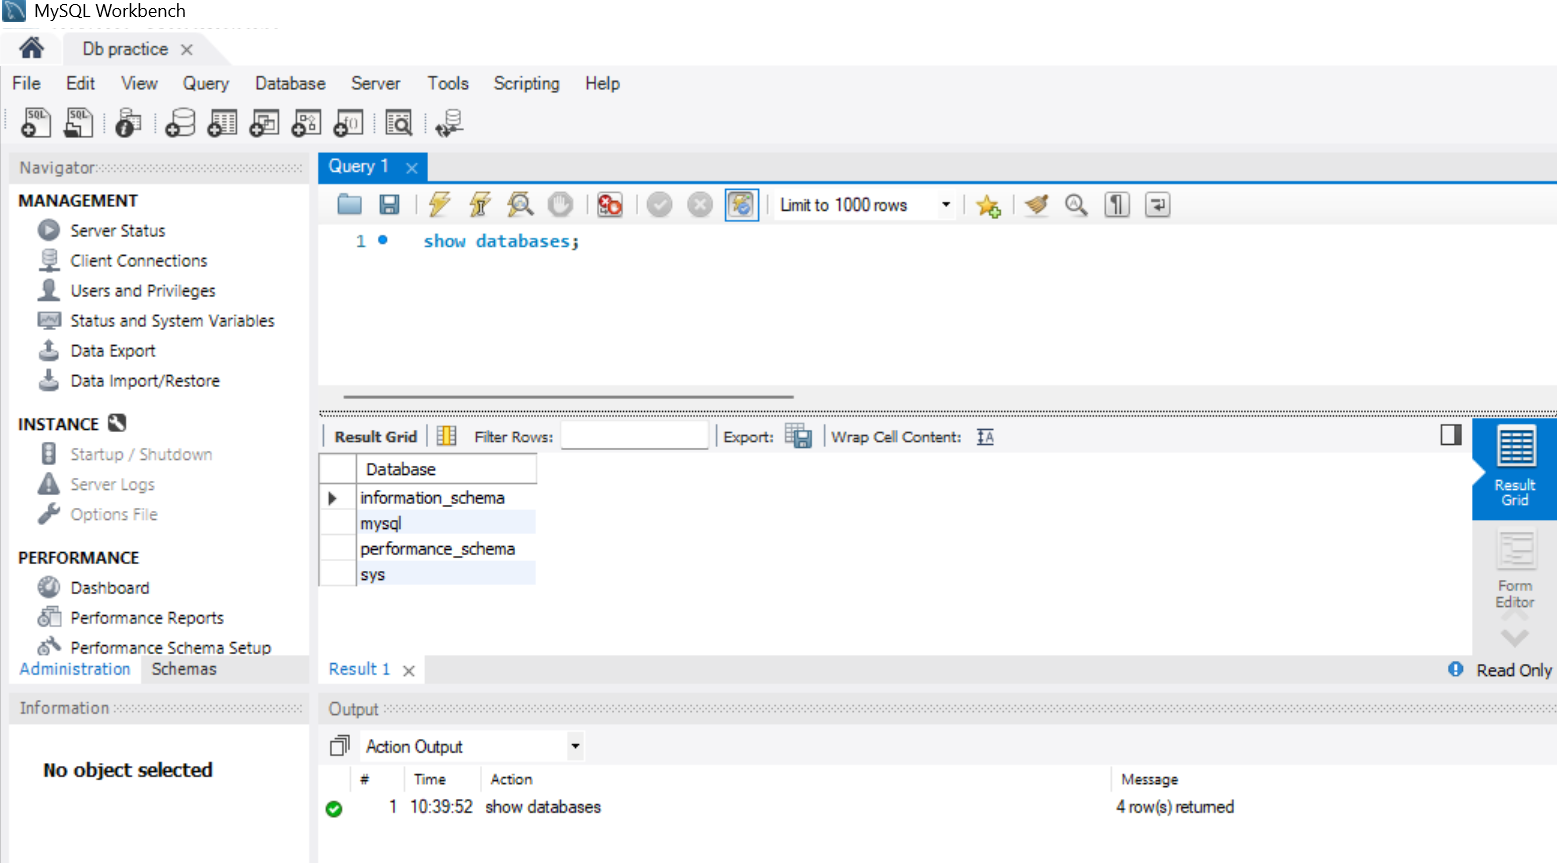 MySQL Workbench
Db practice
File Edit View Query Database Server Tools Scripting Help
SQL SQL
Navigator
MANAGEMENT
Server Status
Client Connections
Users and Privileges
Status and System Variables
Data Export
Data Import/Restore
INSTANCE
Startup / Shutdown
Server Logs
Options File
PERFORMANCE
Dashboard
Performance Reports
Performance Schema Setup
Administration Schemas
Information
No object selected
Query 1
Limit to 1000 rows
1 show databases;
Result Grid Filter Rows: Export: Wrap Cell Content:
Database
information_schema
mysql
performance_schema
sys
Result
Grid
Form
Editor
Result 1
Read Only
Output
Action Output
# Time Action Message
1 10:39:52 show databases 4 row(s) returned